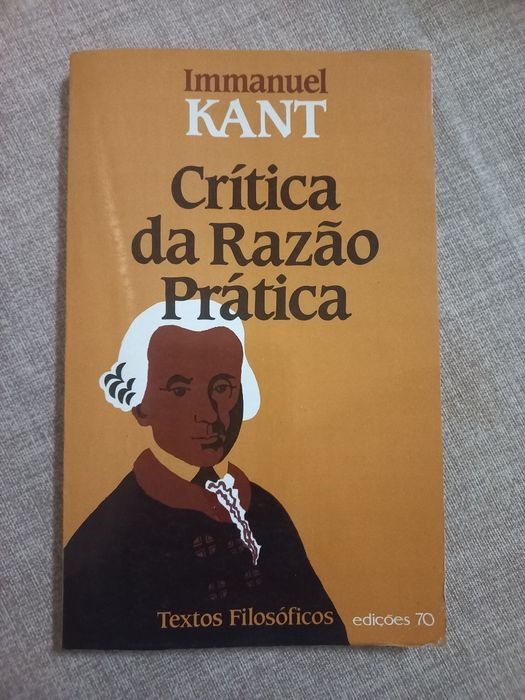 Immanuel
KANT
Crítica
da Razão
Prática
Textos Filosóficos edições 70